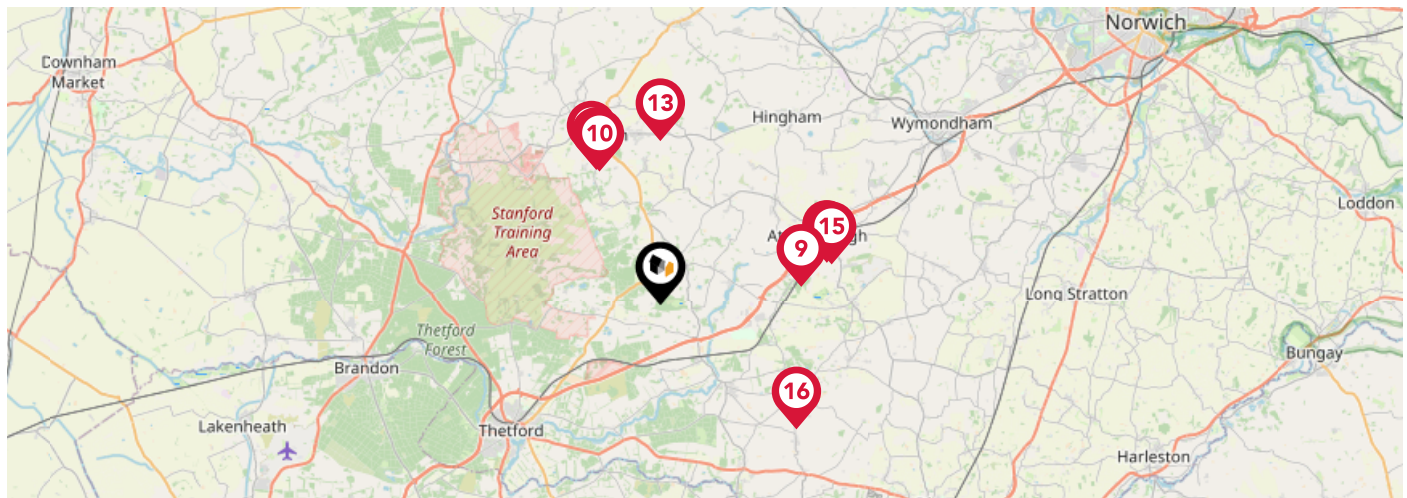 Norwich
Downham
Market
13
Hingham
Wymondham
10
Loddon
Stanford
Training
Area
15
9
Long Stratton
Thetford
Forest
Brandon
Bungay
16
Lakenheath
Thetford
Harleston